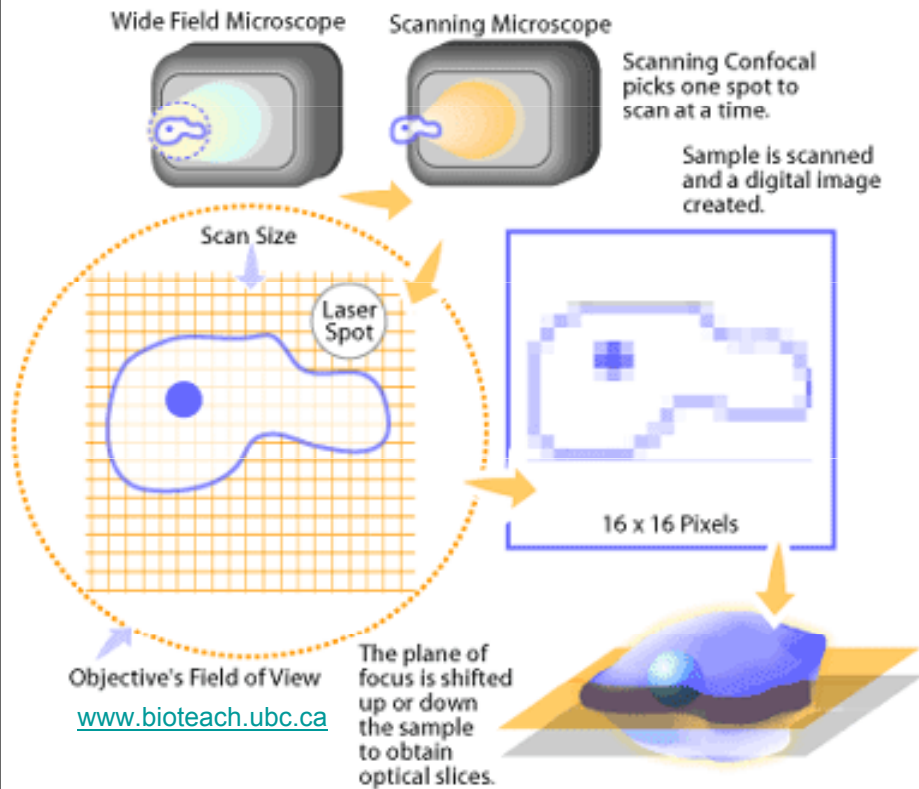 Wide Field Microscope
Scanning Microscope
Scanning Confocal
picks one spot to
scan at a time.
Sample is scanned
and a digital image
created.
Scan Size
Laser
Spot
16 x 16 Pixels
Objective's Field of View
www.bioteach.ubc.ca
The plane of
focus is shifted
up or down
the sample
to obtain
optical slices.